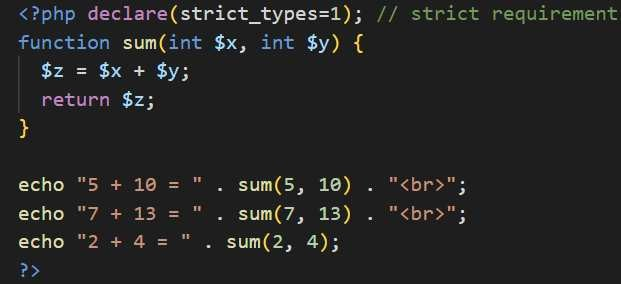 <?php declare(strict_types=1); // strict requirement
function sum(int $x, int $y) {
  $z = $x + $y;
  return $z;
}

echo "5 + 10 = " . sum(5, 10) . "<br>";
echo "7 + 13 = " . sum(7, 13) . "<br>";
echo "2 + 4 = " . sum(2, 4);
?>